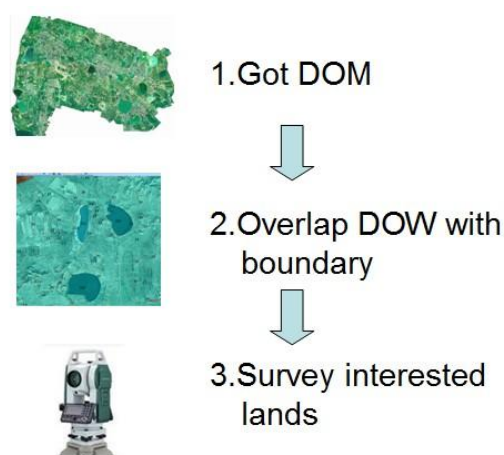 1.Got DOM
2.Overlap DOW with
boundary
3.Survey interested
lands